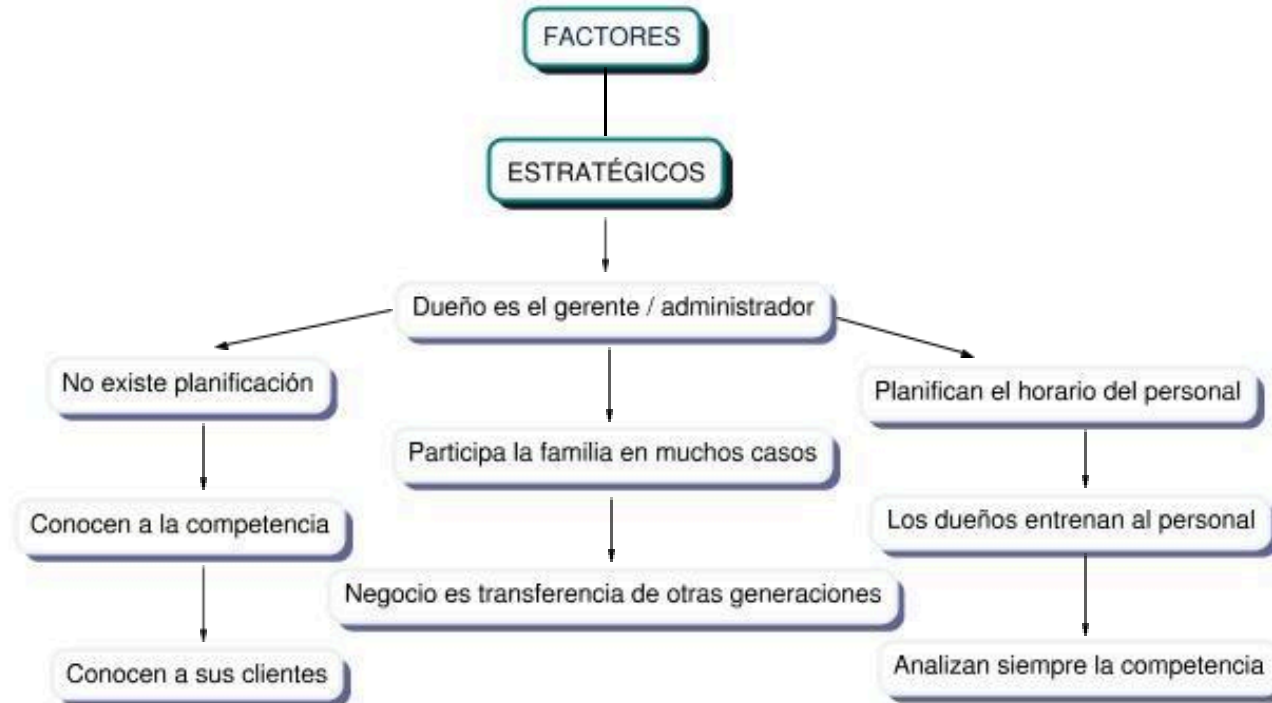 FACTORES
ESTRATÉGICOS
Dueño es el gerente / administrador
No existe planificación
Planifican el horario del personal
Participa la familia en muchos casos
Conocen a la competencia
Los dueños entrenan al personal
Negocio es transferencia de otras generaciones
Conocen a sus clientes
Analizan siempre la competencia